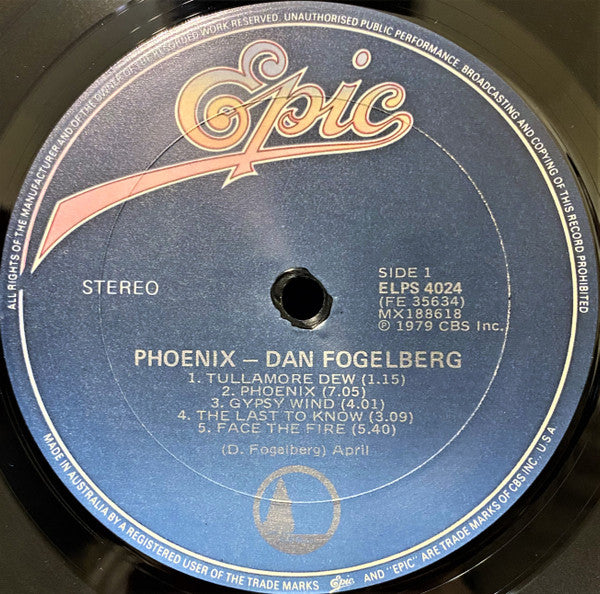 ALL RIGHTS OF THE MANUFACTURER AND OF THE OWNER OF THE RECORDED WORK RESERVED. UNAUTHORISED PUBLIC PERFORMANCE, BROADCASTING AND COPYING OF THIS RECORD PROHIBITED
Epic
STEREO
SIDE 1
ELPS 4024
(FE 35634)
MX188618
℗ 1979 CBS Inc.
PHOENIX — DAN FOGELBERG
1. TULLAMORE DEW (1.15)
2. PHOENIX (7.05)
3. GYPSY WIND (4.01)
4. THE LAST TO KNOW (3.09)
5. FACE THE FIRE (5.40)
(D. Fogelberg) April
MADE IN AUSTRALIA BY A REGISTERED USER OF THE TRADE MARKS Epic AND "EPIC" ARE TRADE MARKS OF CBS INC., U.S.A